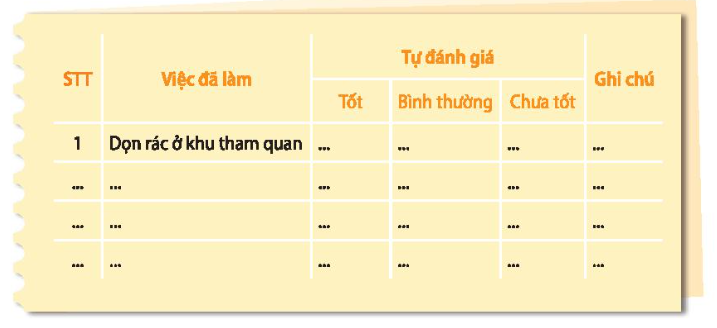 STT Việc đã làm Tự đánh giá Ghi chú
Tốt Bình thường Chưa tốt
1 Dọn rác ở khu tham quan ... ... ... ...
... ... ... ... ... ...
... ... ... ... ... ...
... ... ... ... ... ...